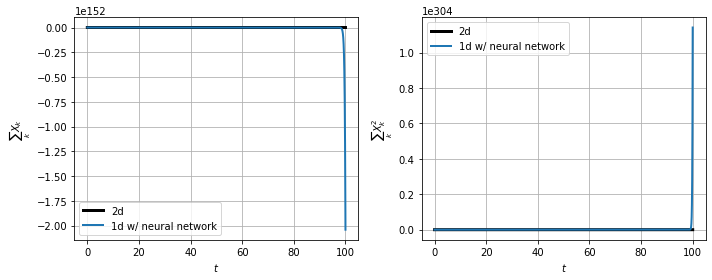 1e152
0.00
−0.25
−0.50
−0.75
−1.00
−1.25
−1.50
−1.75
−2.00
∑ₖ Xₖ
2d
1d w/ neural network
0 20 40 60 80 100
t
1e304
1.0
0.8
0.6
0.4
0.2
0.0
∑ₖ Xₖ²
2d
1d w/ neural network
0 20 40 60 80 100
t